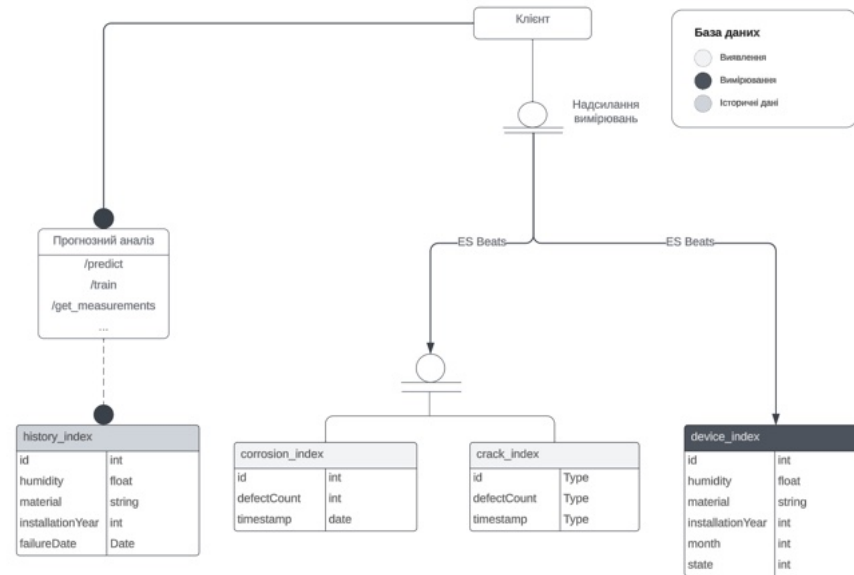 Клієнт
База даних
Виявлення
Вимірювання
Історичні дані
Надсилання
вимірювань
Прогнозний аналіз
/predict
/train
/get_measurements
...
ES Beats
ES Beats
history_index
id int
humidity float
material string
installationYear int
failureDate Date
corrosion_index
id int
defectCount int
timestamp date
crack_index
id Type
defectCount Type
timestamp Type
device_index
id int
humidity float
material string
installationYear int
month int
state int